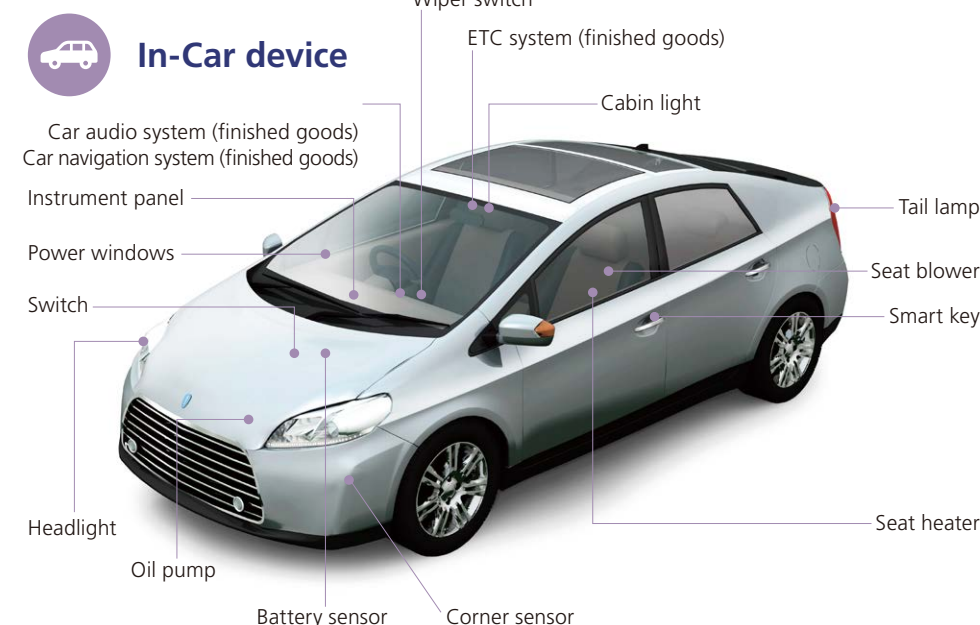 Wiper switch
In-Car device
ETC system (finished goods)
Cabin light
Car audio system (finished goods)
Car navigation system (finished goods)
Instrument panel
Tail lamp
Power windows
Seat blower
Switch
Smart key
Headlight
Seat heater
Oil pump
Battery sensor
Corner sensor